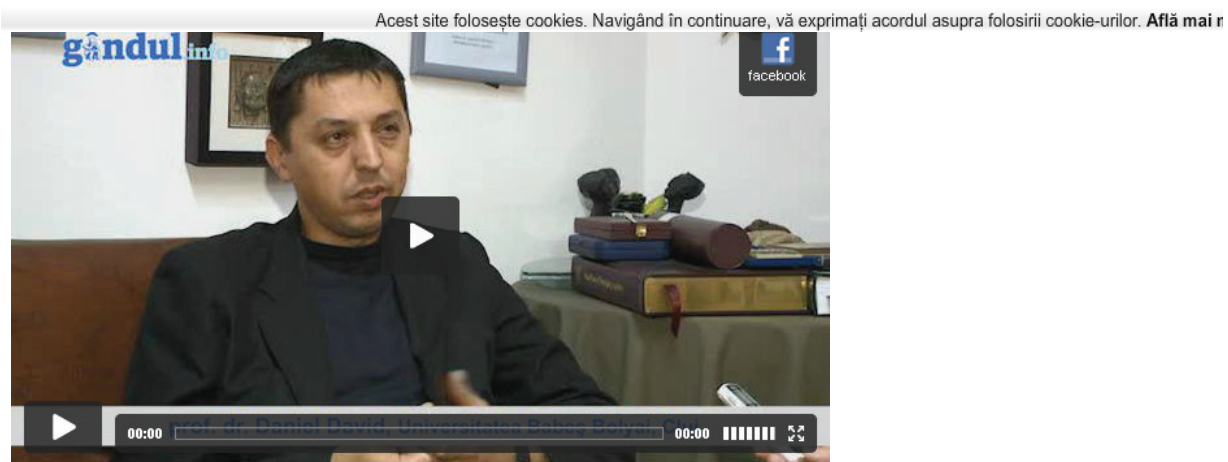 Acest site folosește cookies. Navigând în continuare, vă exprimați acordul asupra folosirii cookie-urilor. Află mai
gândul.info
facebook
00:00
prof. dr. Daniel David, Universitatea Babeș Bolyai,
00:00